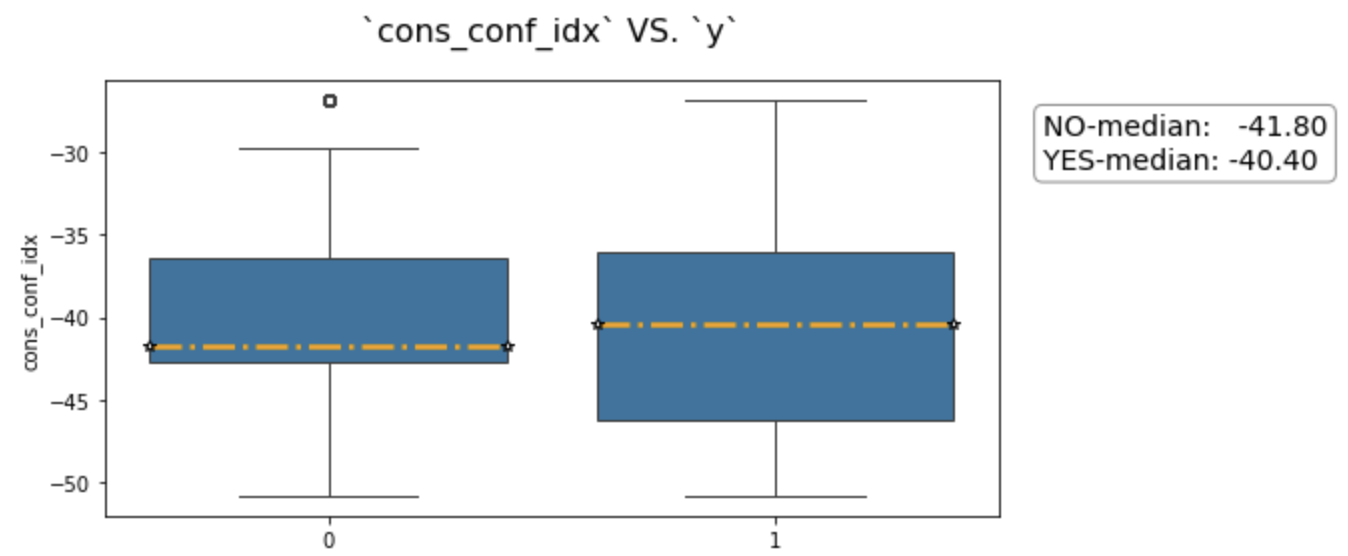 `cons_conf_idx` VS. `y`
NO-median: -41.80
YES-median: -40.40
cons_conf_idx
−30
−35
−40
−45
−50
0
1